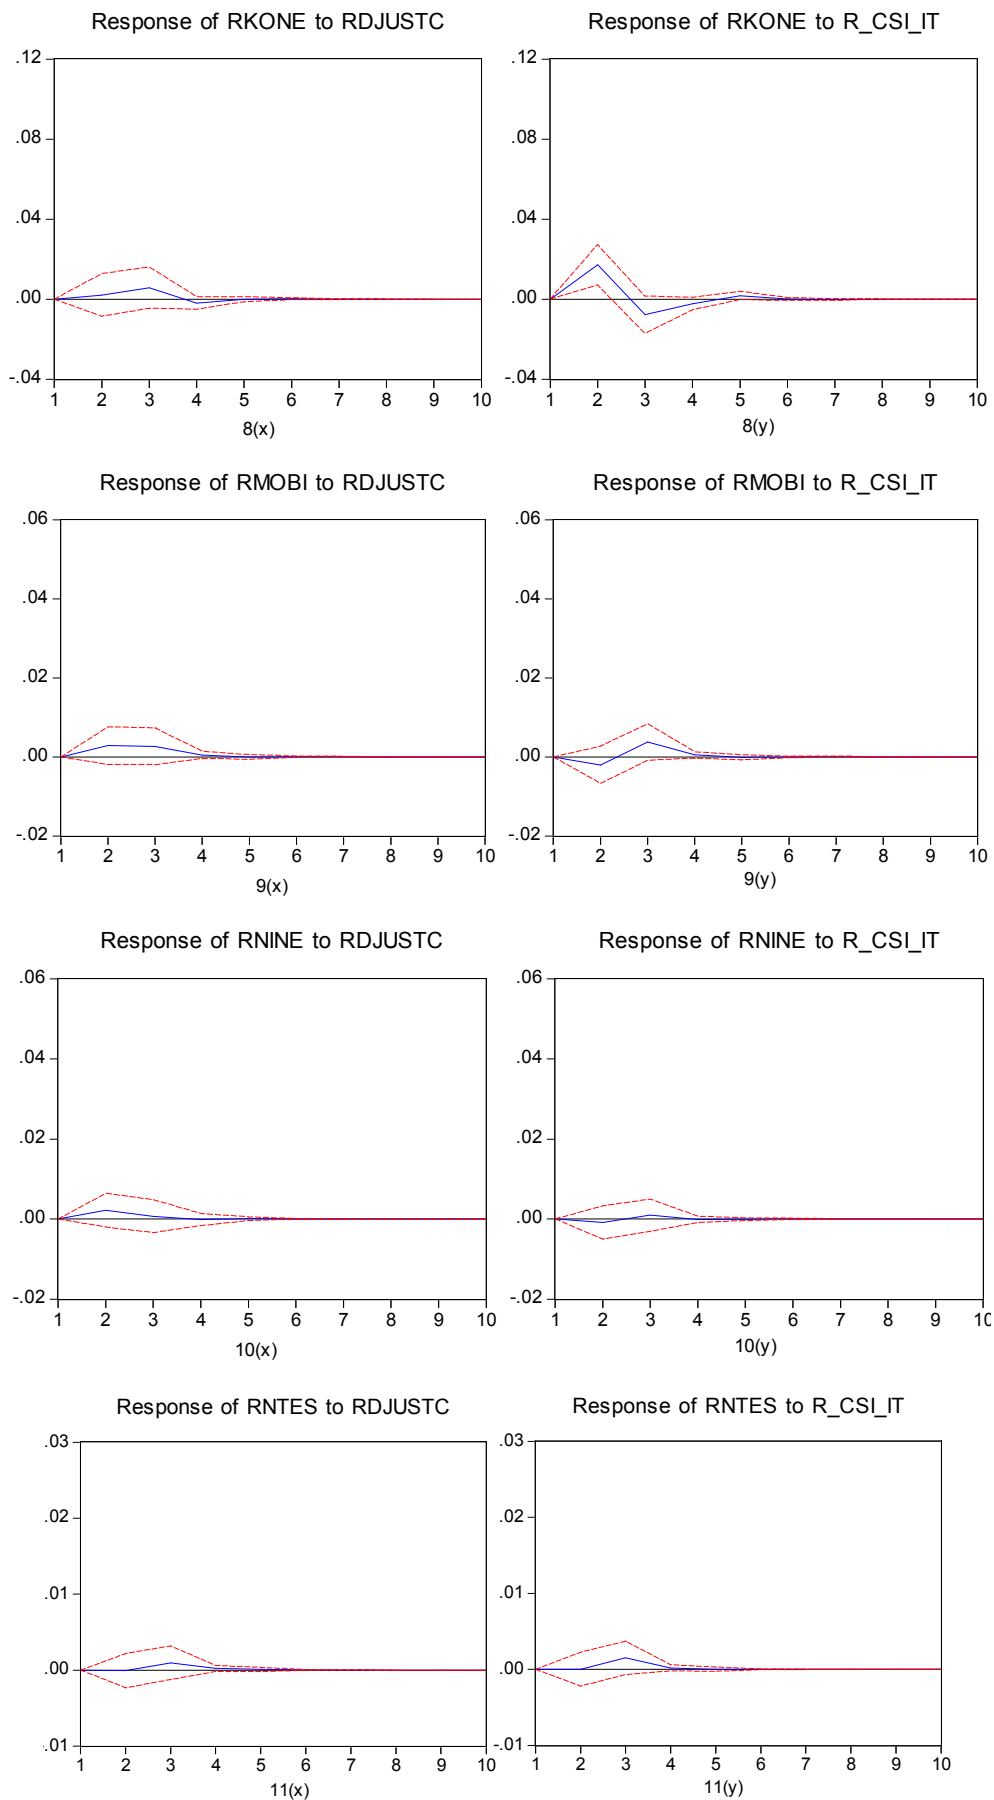 Response of RKONE to RDJUSTC
.12
.08
.04
.00
-.04
1 2 3 4 5 6 7 8 9 10
8(x)
Response of RKONE to R_CSI_IT
.12
.08
.04
.00
-.04
1 2 3 4 5 6 7 8 9 10
8(y)
Response of RMOBI to RDJUSTC
.06
.04
.02
.00
-.02
1 2 3 4 5 6 7 8 9 10
9(x)
Response of RMOBI to R_CSI_IT
.06
.04
.02
.00
-.02
1 2 3 4 5 6 7 8 9 10
9(y)
Response of RNINE to RDJUSTC
.06
.04
.02
.00
-.02
1 2 3 4 5 6 7 8 9 10
10(x)
Response of RNINE to R_CSI_IT
.06
.04
.02
.00
-.02
1 2 3 4 5 6 7 8 9 10
10(y)
Response of RNTES to RDJUSTC
.03
.02
.01
.00
-.01
1 2 3 4 5 6 7 8 9 10
11(x)
Response of RNTES to R_CSI_IT
.03
.02
.01
.00
-.01
1 2 3 4 5 6 7 8 9 10
11(y)